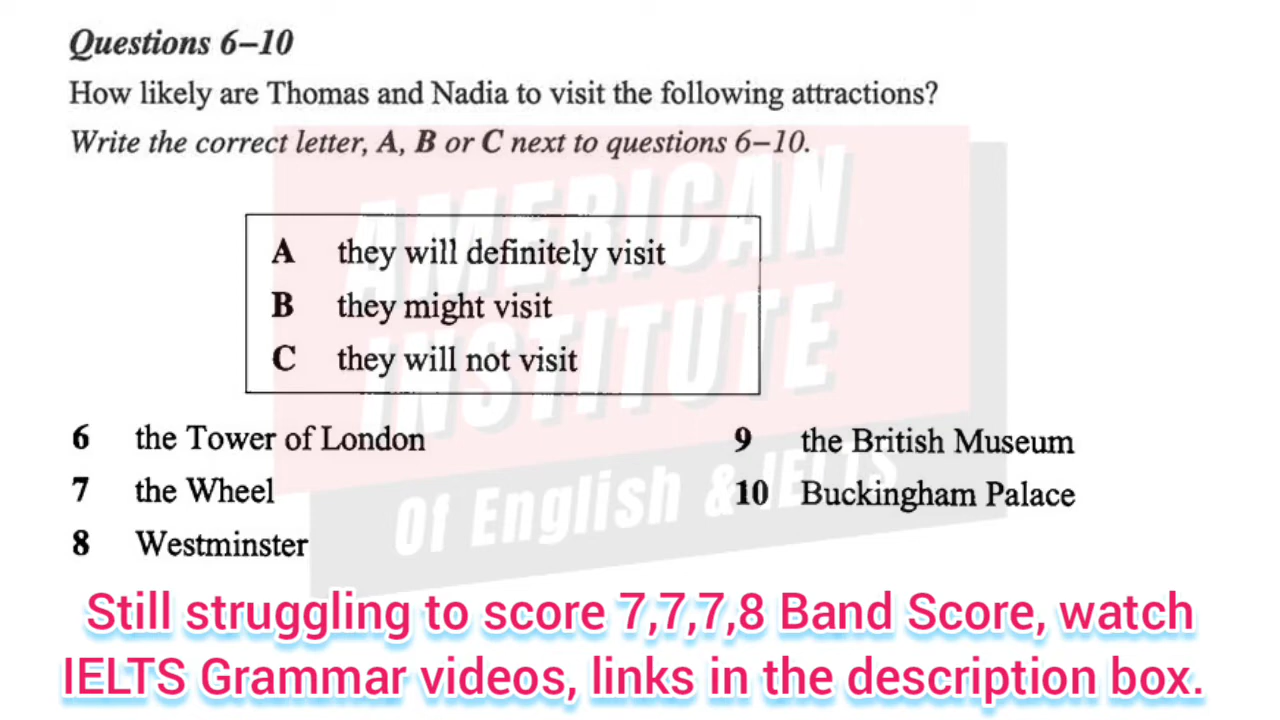 Questions 6–10
How likely are Thomas and Nadia to visit the following attractions?
Write the correct letter, A, B or C next to questions 6–10.
A they will definitely visit
B they might visit
C they will not visit
6 the Tower of London
7 the Wheel
8 Westminster
9 the British Museum
10 Buckingham Palace
AMERICAN
INSTITUTE
Of English & IELTS
Still struggling to score 7,7,7,8 Band Score, watch
IELTS Grammar videos, links in the description box.